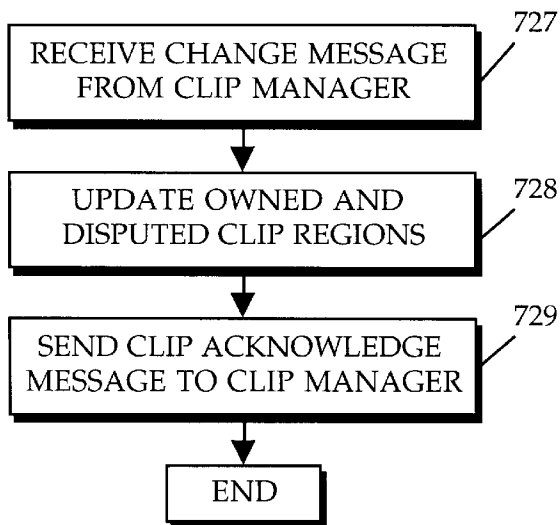 727
RECEIVE CHANGE MESSAGE
FROM CLIP MANAGER
728
UPDATE OWNED AND
DISPUTED CLIP REGIONS
729
SEND CLIP ACKNOWLEDGE
MESSAGE TO CLIP MANAGER
END